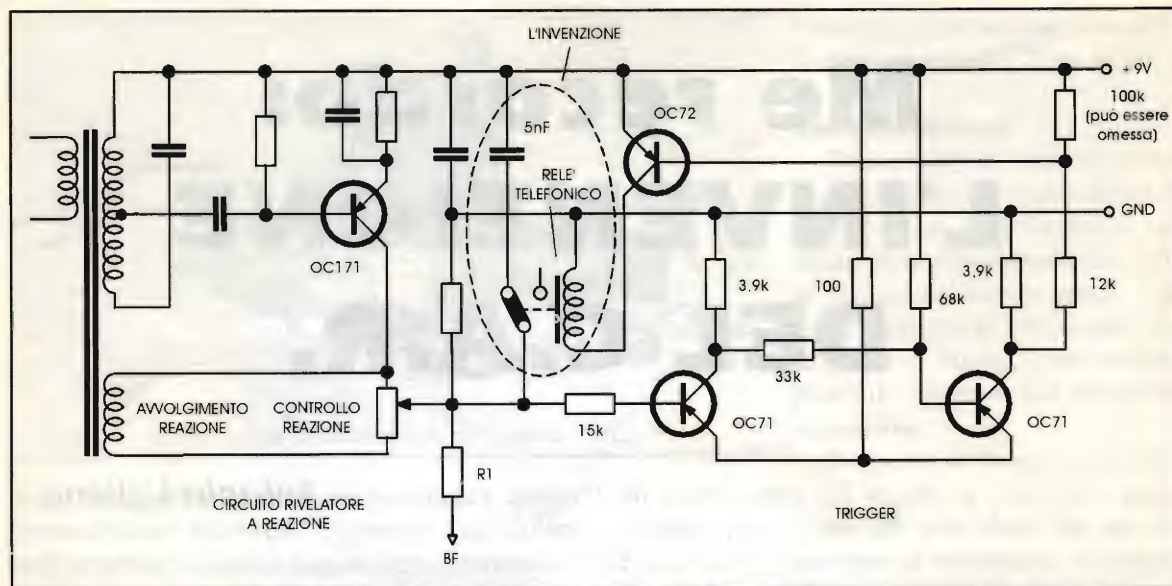 L'INVENZIONE
+ 9V
100k
(può essere
omessa)
OC72
5nF
RELE'
TELEFONICO
GND
OC171
3.9k
100
68k
3,9k
12k
33k
AVVOLGIMENTO
REAZIONE
CONTROLLO
REAZIONE
15k
OC71
OC71
R1
CIRCUITO RIVELATORE
A REAZIONE
TRIGGER
BF